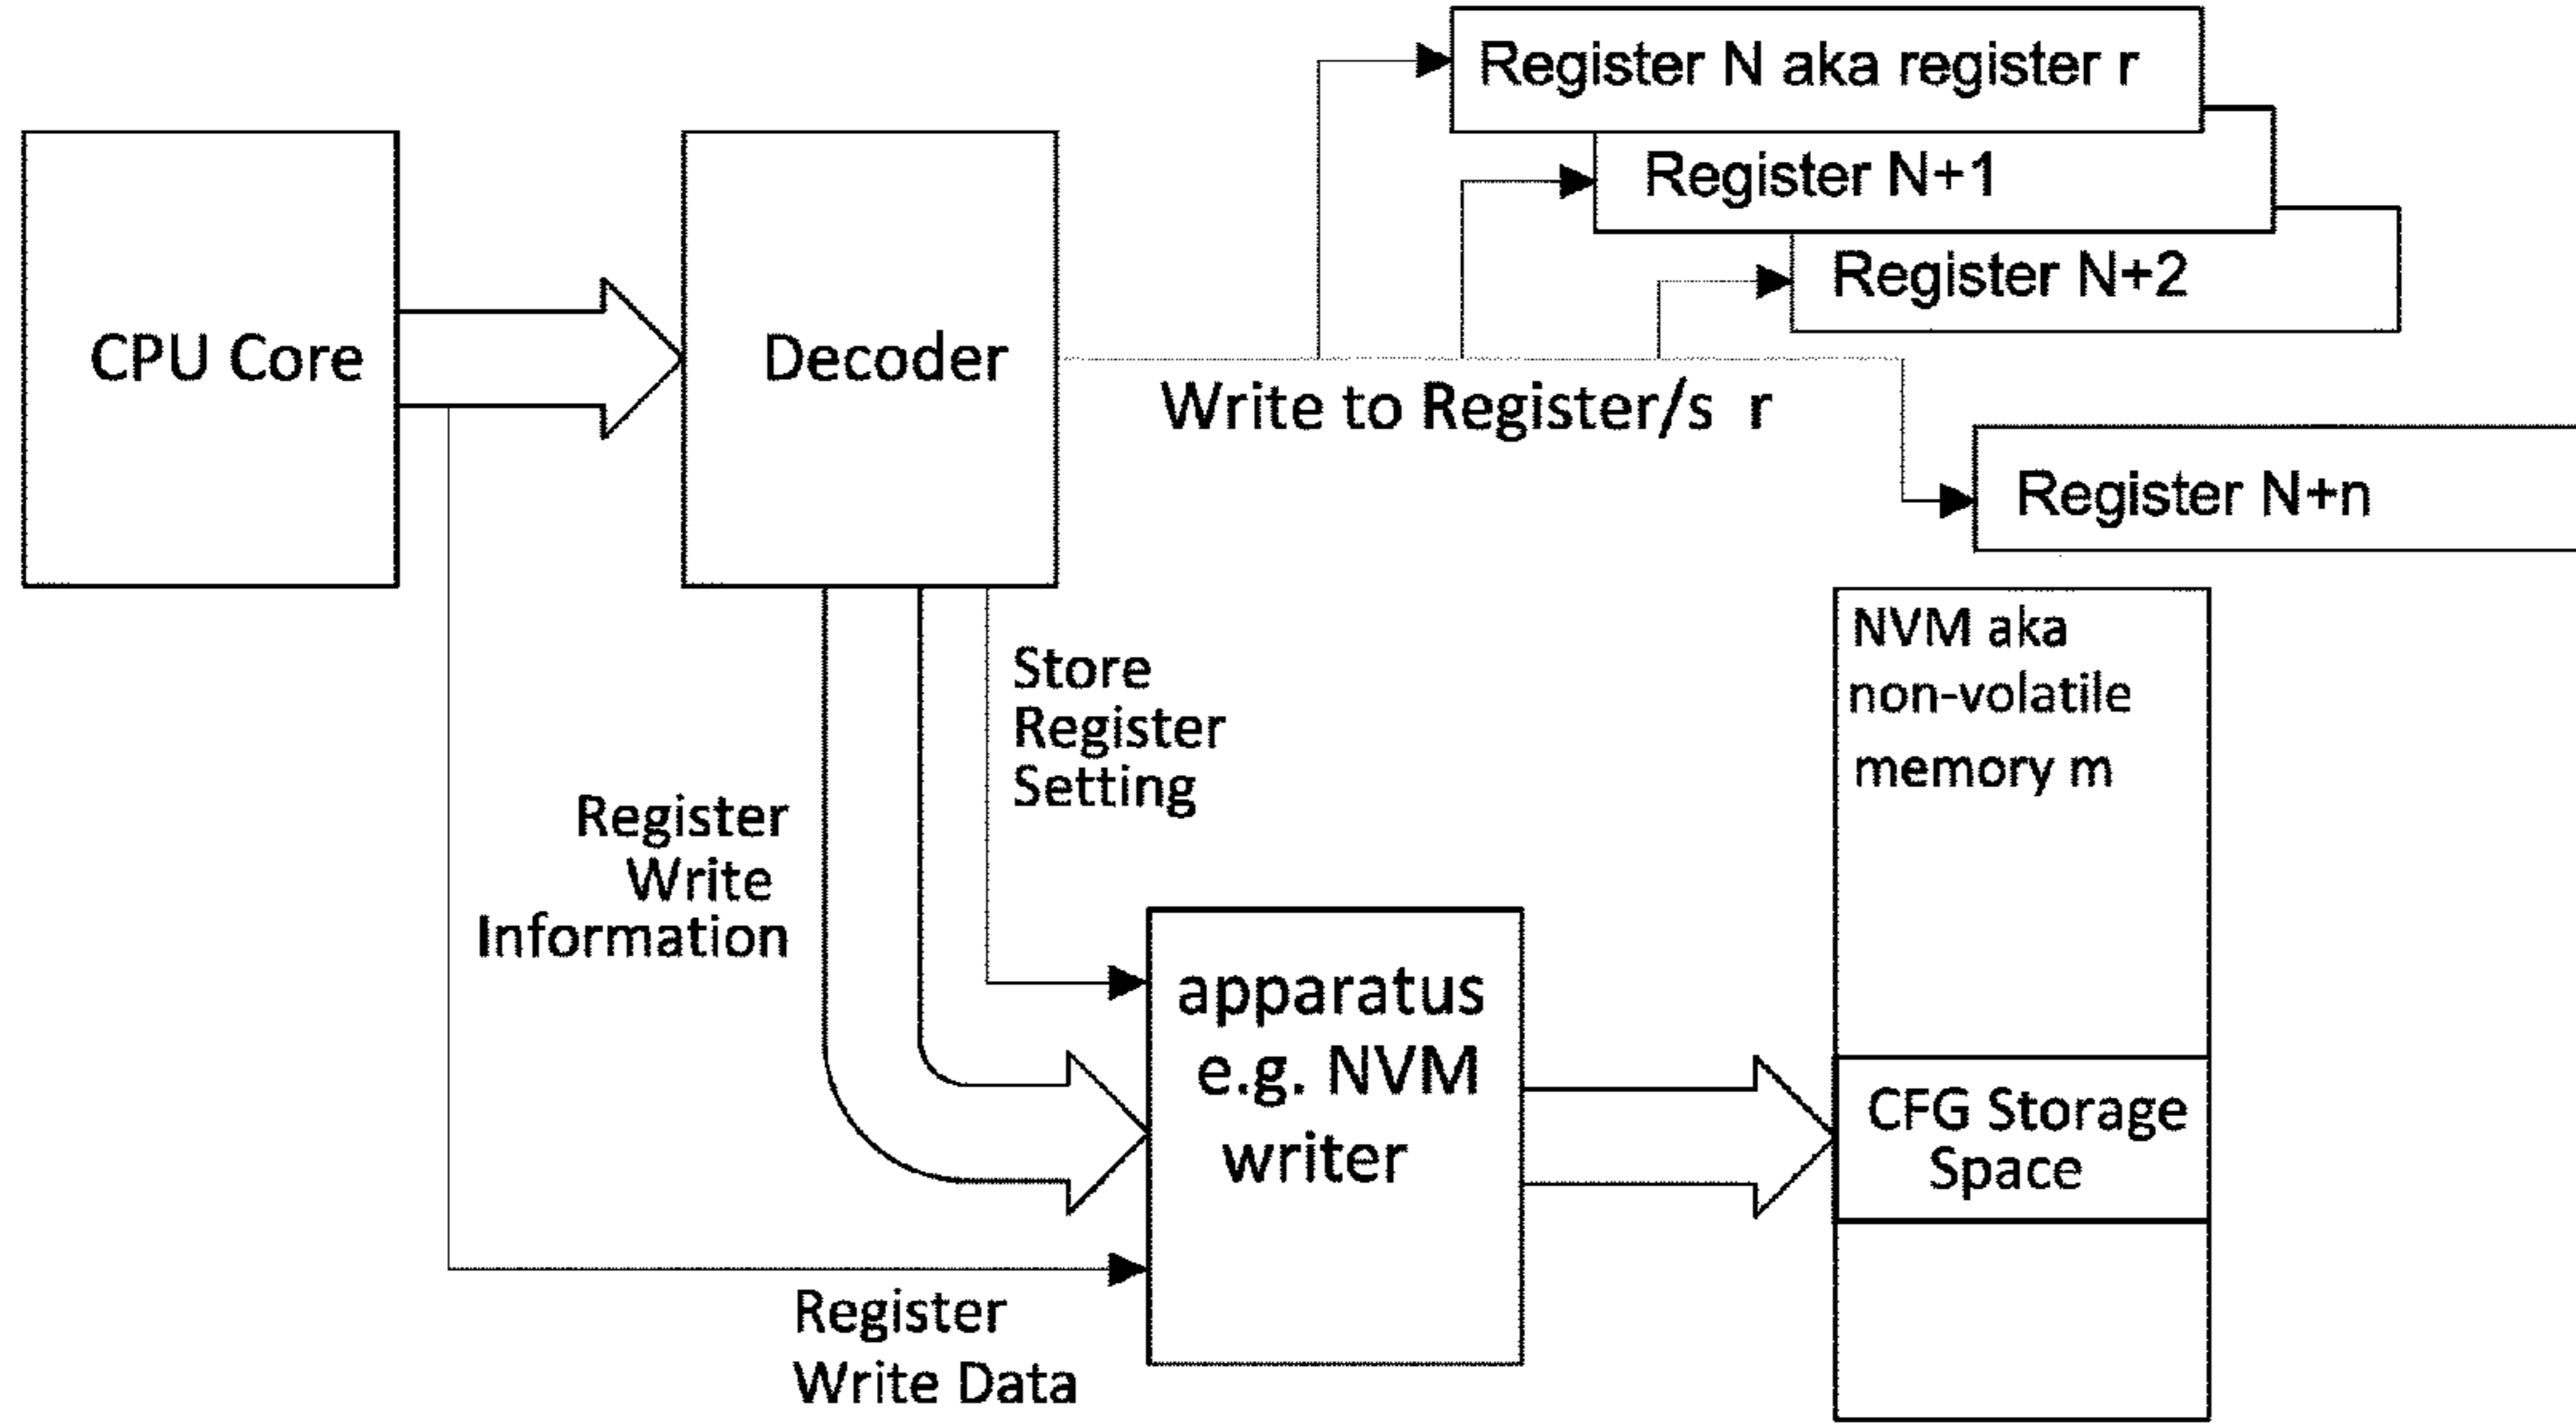 Register N aka register r
Register N+1
Register N+2
CPU Core
Decoder
Write to Register/s r
Register N+n
NVM aka
non-volatile
memory m
Store
Register
Setting
Register
Write
Information
apparatus
e.g. NVM
writer
CFG Storage
Space
Register
Write Data